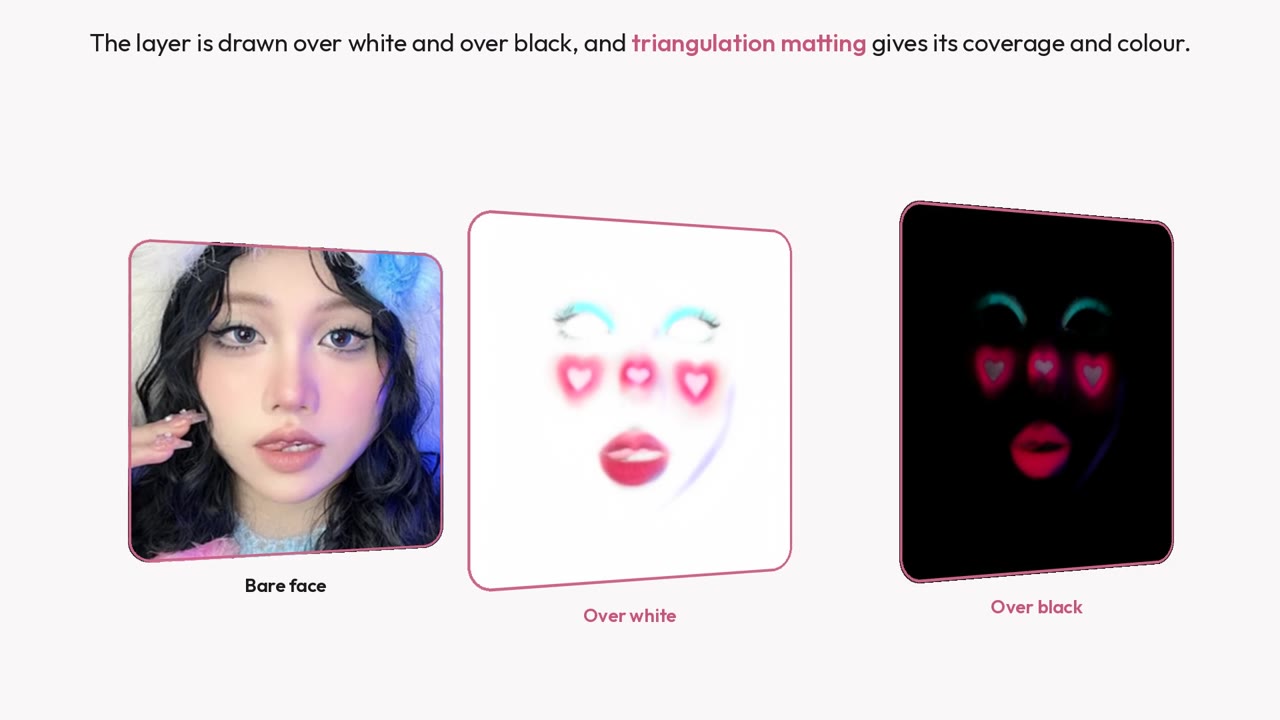 The layer is drawn over white and over black, and triangulation matting gives its coverage and colour.
Bare face
Over white
Over black